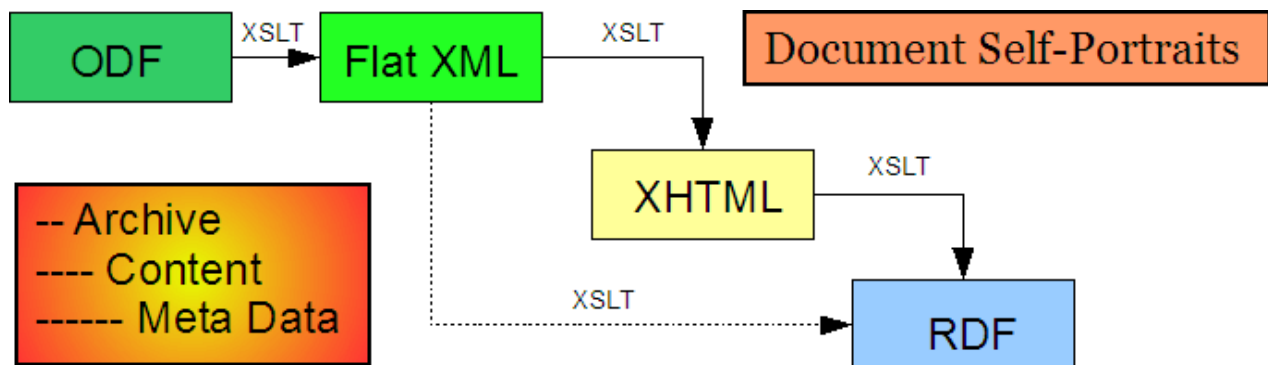 ODF
XSLT
Flat XML
XSLT
Document Self-Portraits
XHTML
XSLT
-- Archive
---- Content
------ Meta Data
XSLT
RDF